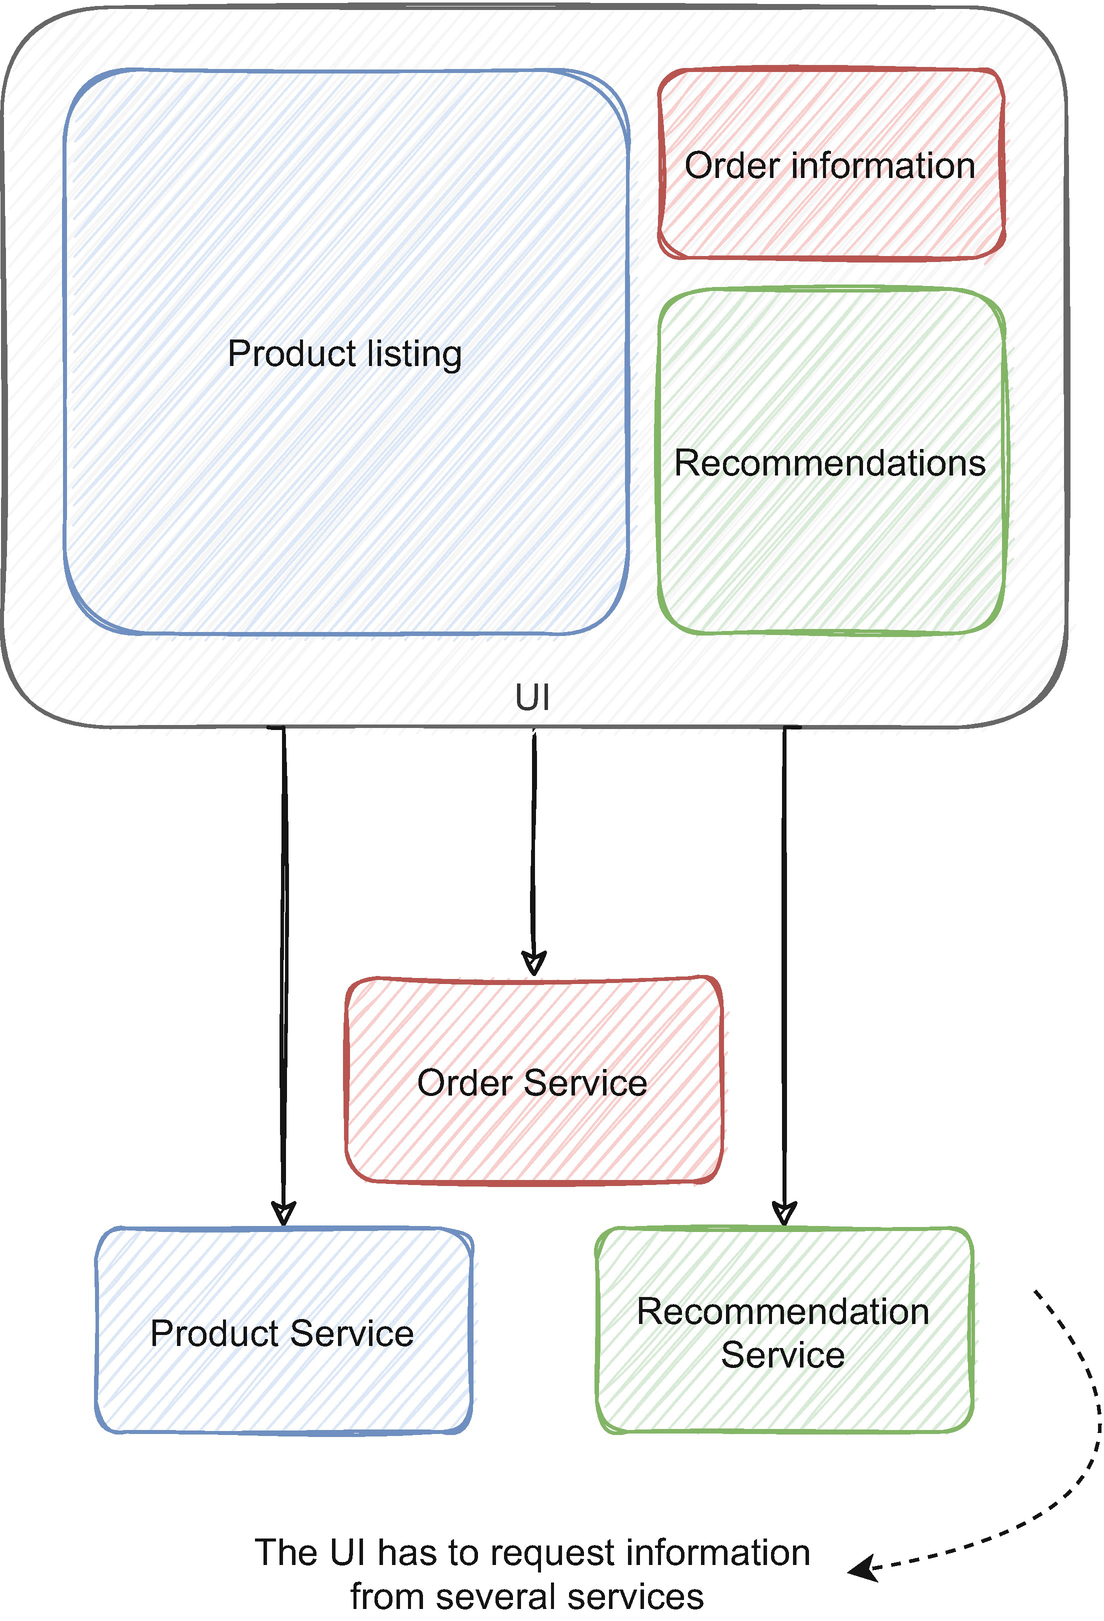 Product listing
Order information
Recommendations
UI
Order Service
Product Service
Recommendation
Service
The UI has to request information
from several services